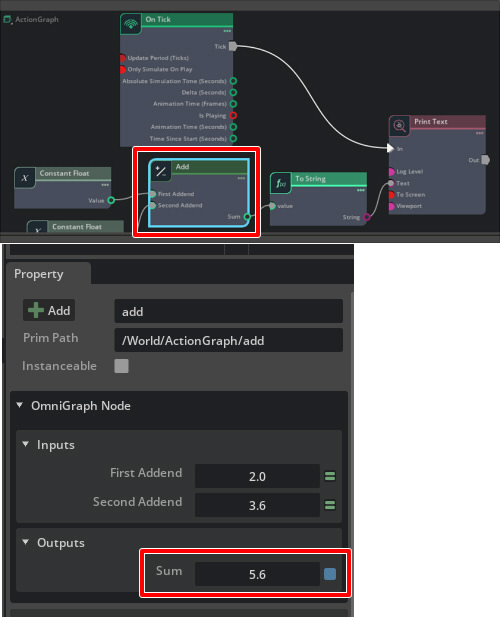 ActionGraph
On Tick
Tick
Update Period (Ticks)
Only Simulate On Play
Absolute Simulation Time (Seconds)
Delta (Seconds)
Animation Time (Frames)
Is Playing
Animation Time (Seconds)
Time Since Start (Seconds)
Print Text
In
Out
Log Level
Text
To Screen
Viewport
Constant Float
Value
Add
First Addend
Second Addend
Sum
To String
value
String
Constant Float
Property
Add add
Prim Path /World/ActionGraph/add
Instanceable
OmniGraph Node
Inputs
First Addend 2.0
Second Addend 3.6
Outputs
Sum 5.6